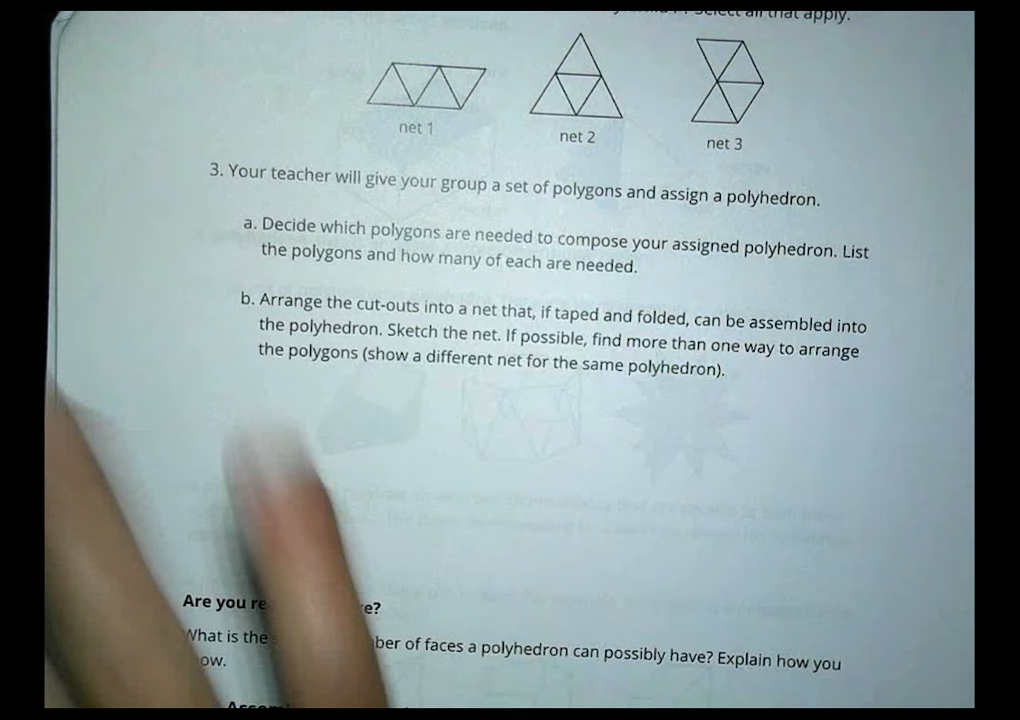 Select all that apply.
net 1
net 2
net 3
3. Your teacher will give your group a set of polygons and assign a polyhedron.
a. Decide which polygons are needed to compose your assigned polyhedron. List
the polygons and how many of each are needed.
b. Arrange the cut-outs into a net that, if taped and folded, can be assembled into
the polyhedron. Sketch the net. If possible, find more than one way to arrange
the polygons (show a different net for the same polyhedron).
Are you
What is the of faces a polyhedron can possibly have? Explain how you